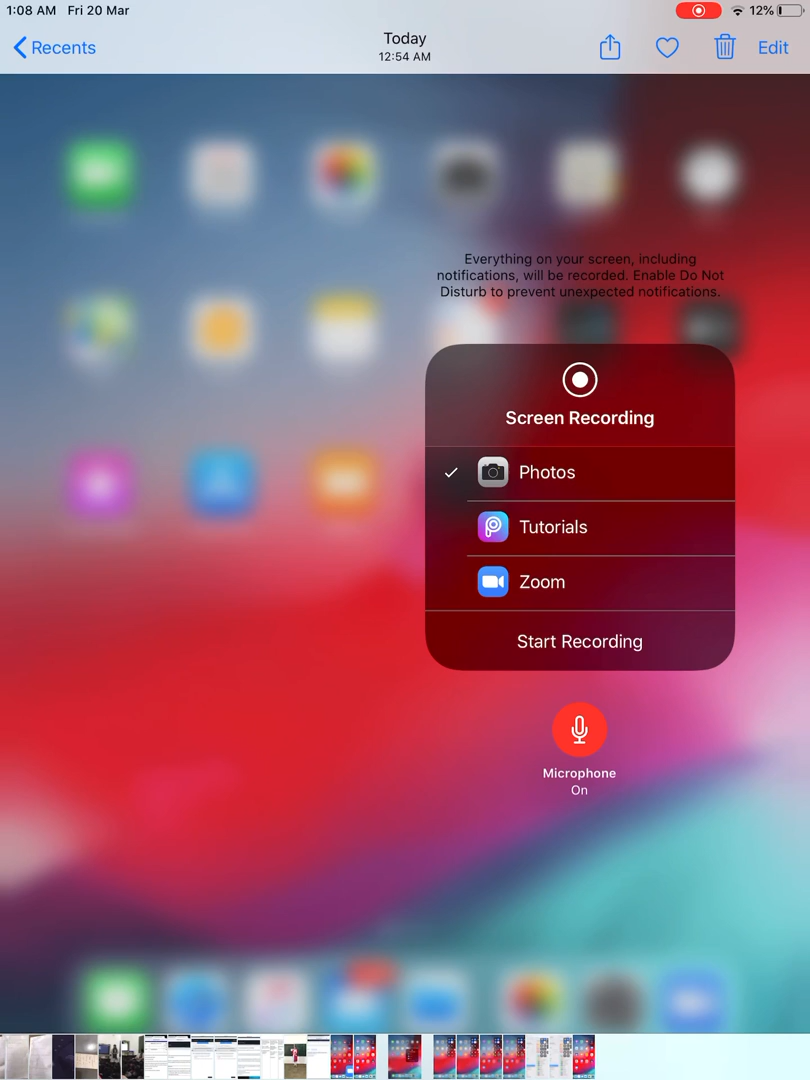 1:08 AM Fri 20 Mar
12%
Recents
Today
12:54 AM
Edit
Everything on your screen, including
notifications, will be recorded. Enable Do Not
Disturb to prevent unexpected notifications.
Screen Recording
Photos
Tutorials
Zoom
Start Recording
Microphone
On